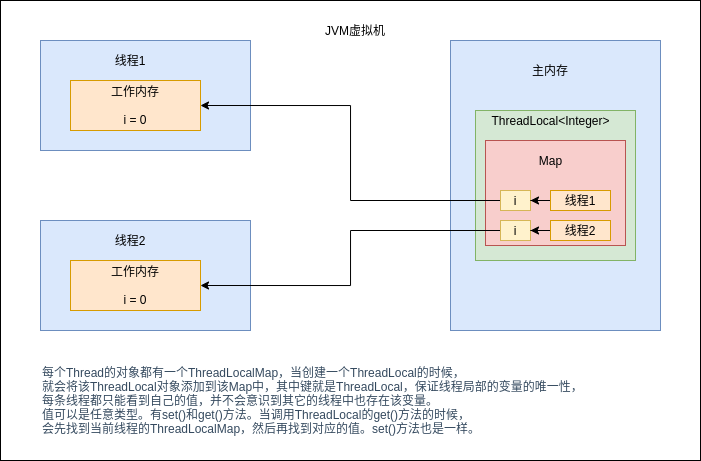 JVM虚拟机
线程1
工作内存
i = 0
线程2
工作内存
i = 0
主内存
ThreadLocal<Integer>
Map
i 线程1
i 线程2
每个Thread的对象都有一个ThreadLocalMap，当创建一个ThreadLocal的时候，
就会将该ThreadLocal对象添加到该Map中，其中键就是ThreadLocal，保证线程局部的变量的唯一性，
每条线程都只能看到自己的值，并不会意识到其它的线程中也存在该变量。
值可以是任意类型。有set()和get()方法。当调用ThreadLocal的get()方法的时候，
会先找到当前线程的ThreadLocalMap，然后再找到对应的值。set()方法也是一样。